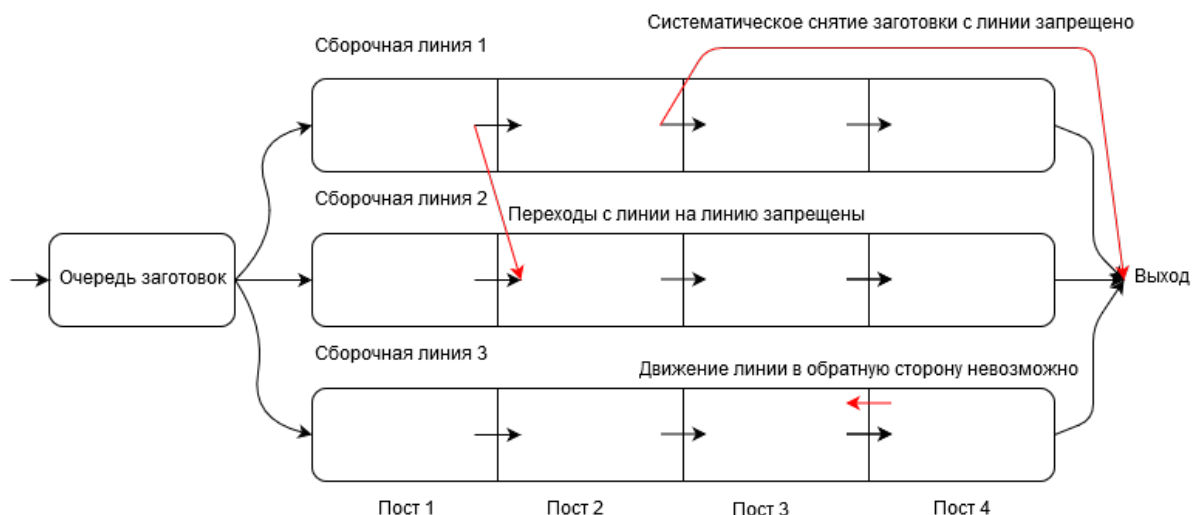 Систематическое снятие заготовки с линии запрещено
Сборочная линия 1
Сборочная линия 2
Переходы с линии на линию запрещены
Очередь заготовок
Выход
Сборочная линия 3
Движение линии в обратную сторону невозможно
Пост 1
Пост 2
Пост 3
Пост 4